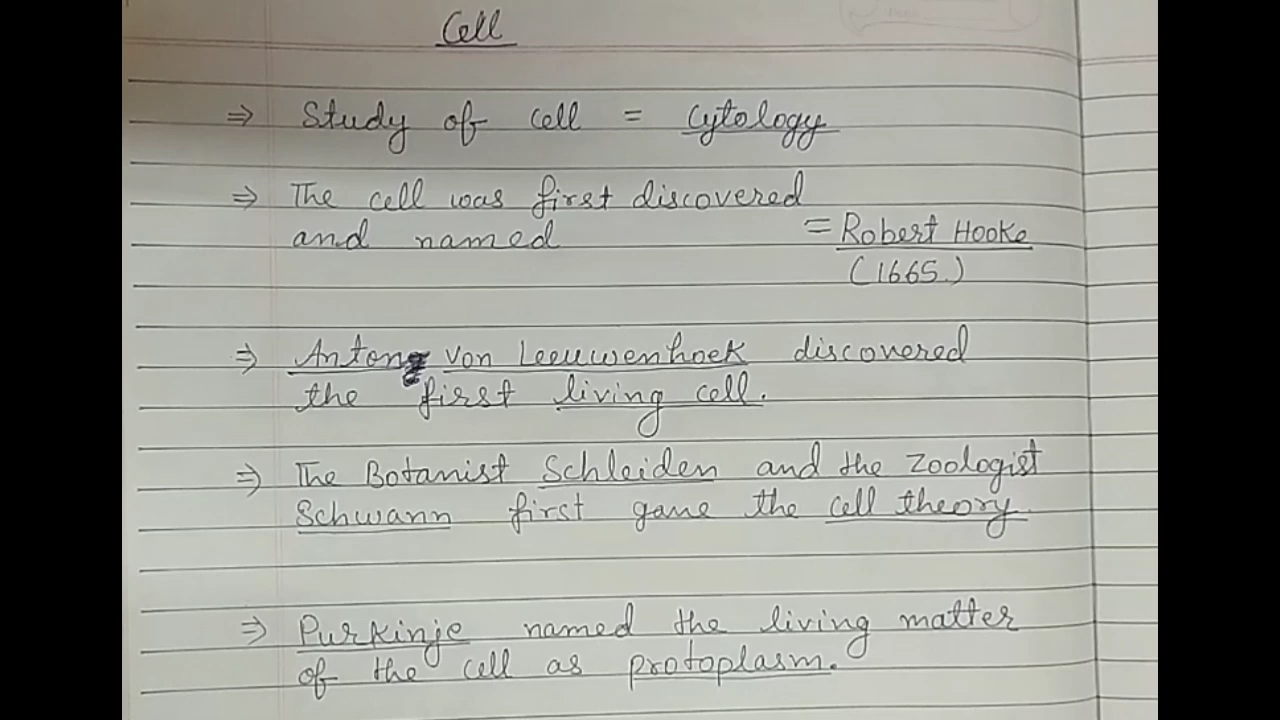 Cell
⇒ Study of cell = Cytology
⇒ The cell was first discovered
and named = Robert Hooke
(1665.)
⇒ Anton von Leeuwenhoek discovered
the first living cell.
⇒ The Botanist Schleiden and the Zoologist
Schwann first gave the cell theory.
⇒ Purkinje named the living matter
of the cell as protoplasm.